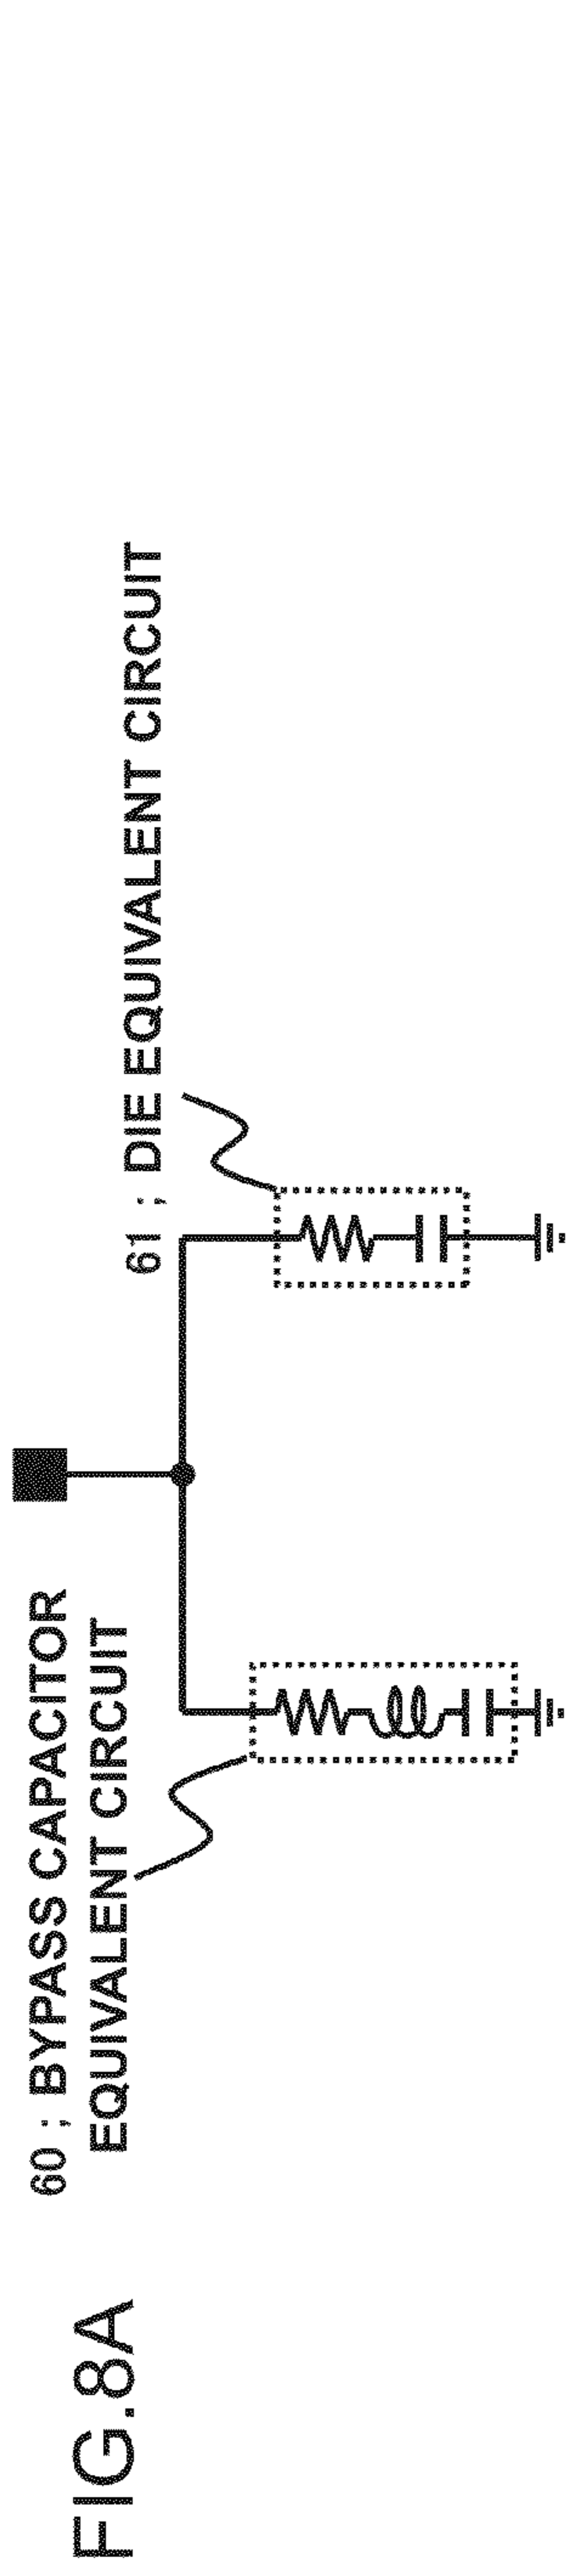 FIG.8A
60 ; BYPASS CAPACITOR
EQUIVALENT CIRCUIT
61 ; DIE EQUIVALENT CIRCUIT